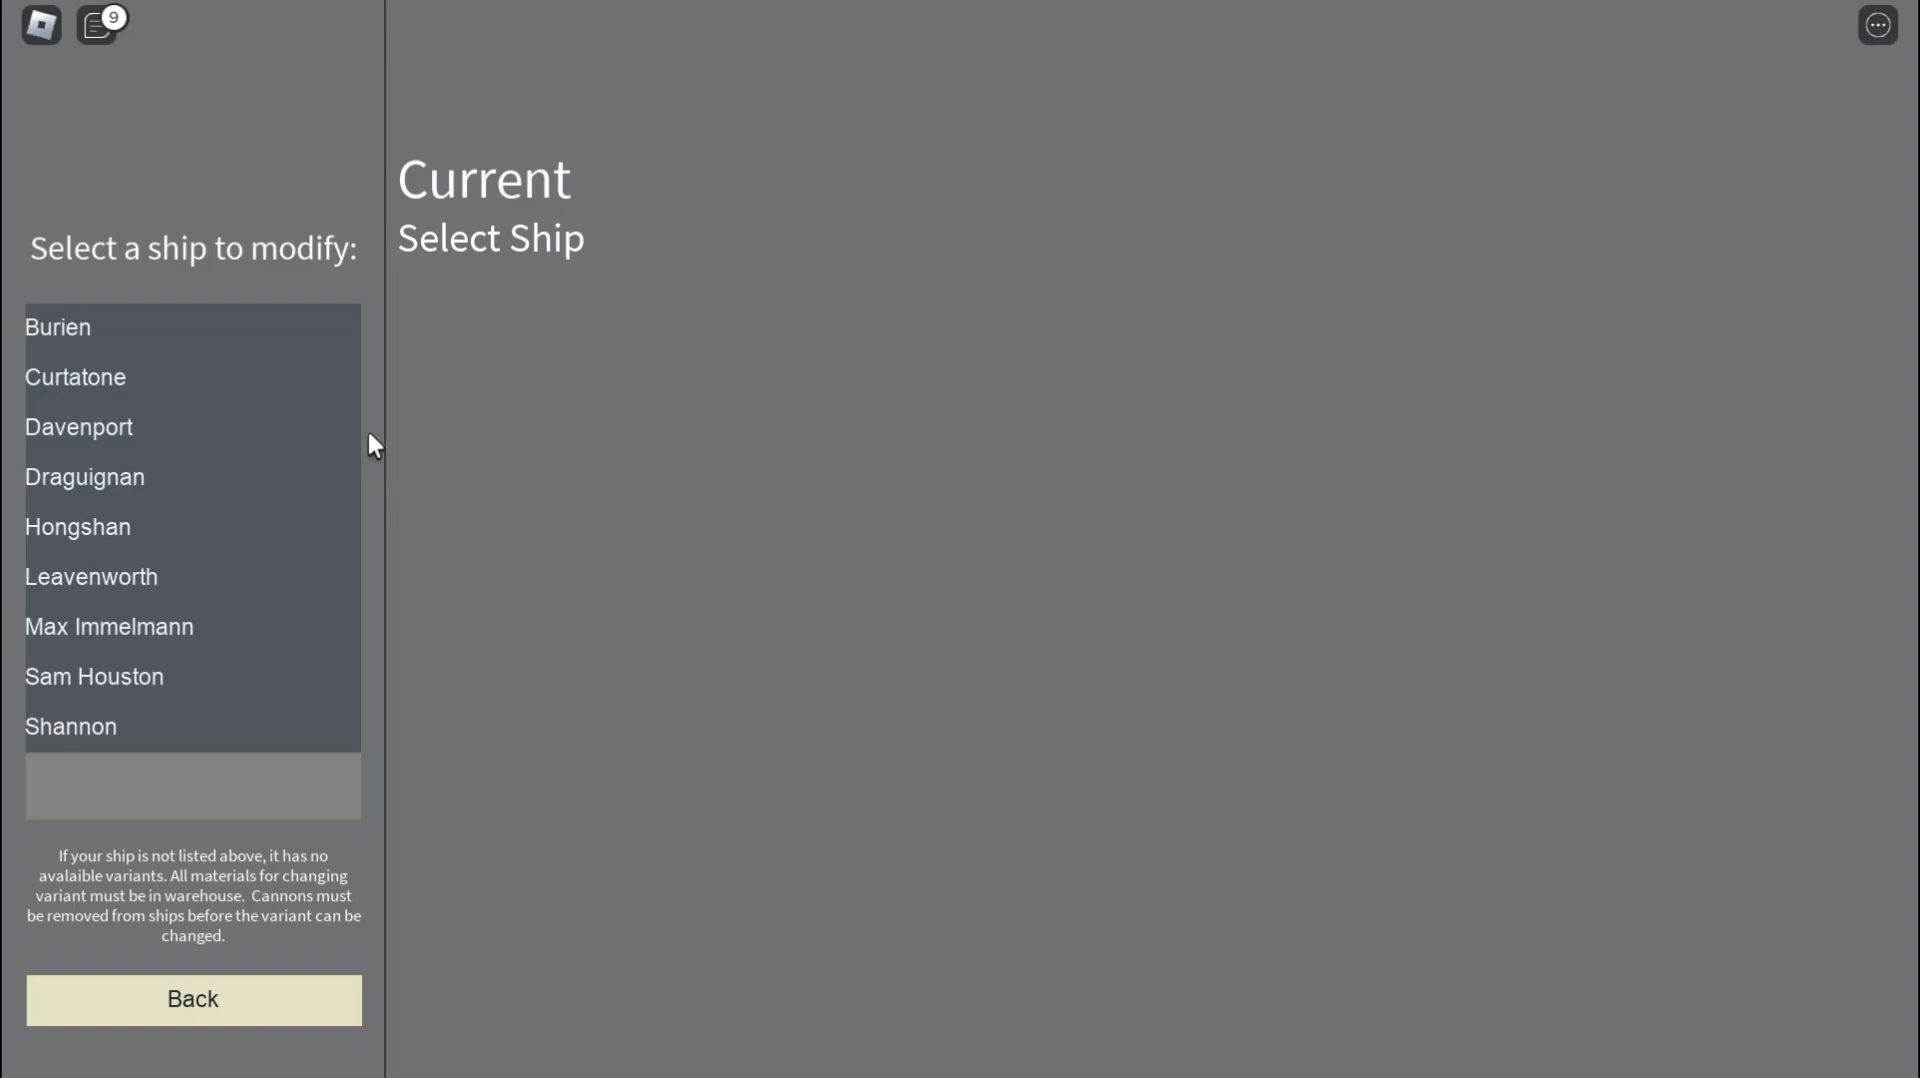 9
Current
Select Ship
Select a ship to modify:
Burien
Curtatone
Davenport
Draguignan
Hongshan
Leavenworth
Max Immelmann
Sam Houston
Shannon
If your ship is not listed above, it has no
avalaible variants. All materials for changing
variant must be in warehouse. Cannons must
be removed from ships before the variant can be
changed.
Back